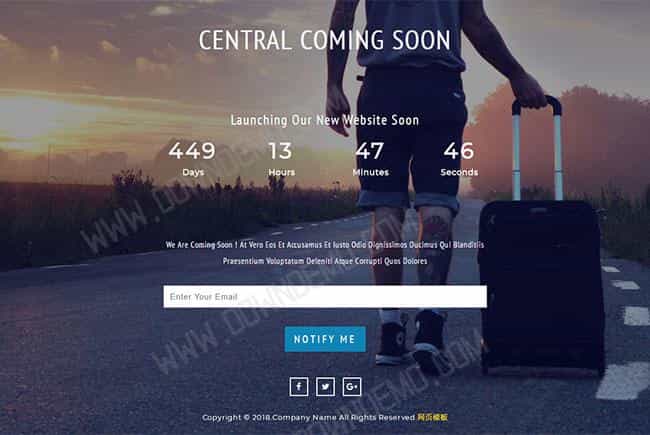 CENTRAL COMING SOON
Launching Our New Website Soon
449 13 47 46
Days Hours Minutes Seconds
We Are Coming Soon ! At Vero Eos Et Accusamus Et Iusto Odio Dignissimos Ducimus Qui Blanditiis
Praesentium Voluptatum Deleniti Atque Corrupti Quos Dolores
Enter Your Email
NOTIFY ME
f G+
Copyright © 2018.Company Name All Rights Reserved.网页模板
WWW.DOWNDEMO.COM
WWW.DOWNDEMO.COM